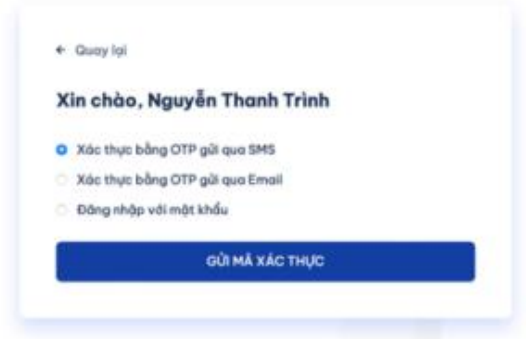 ← Quay lại
Xin chào, Nguyễn Thanh Trình
Xác thực bằng OTP gửi qua SMS
Xác thực bằng OTP gửi qua Email
Đăng nhập với mật khẩu
GỬI MÃ XÁC THỰC